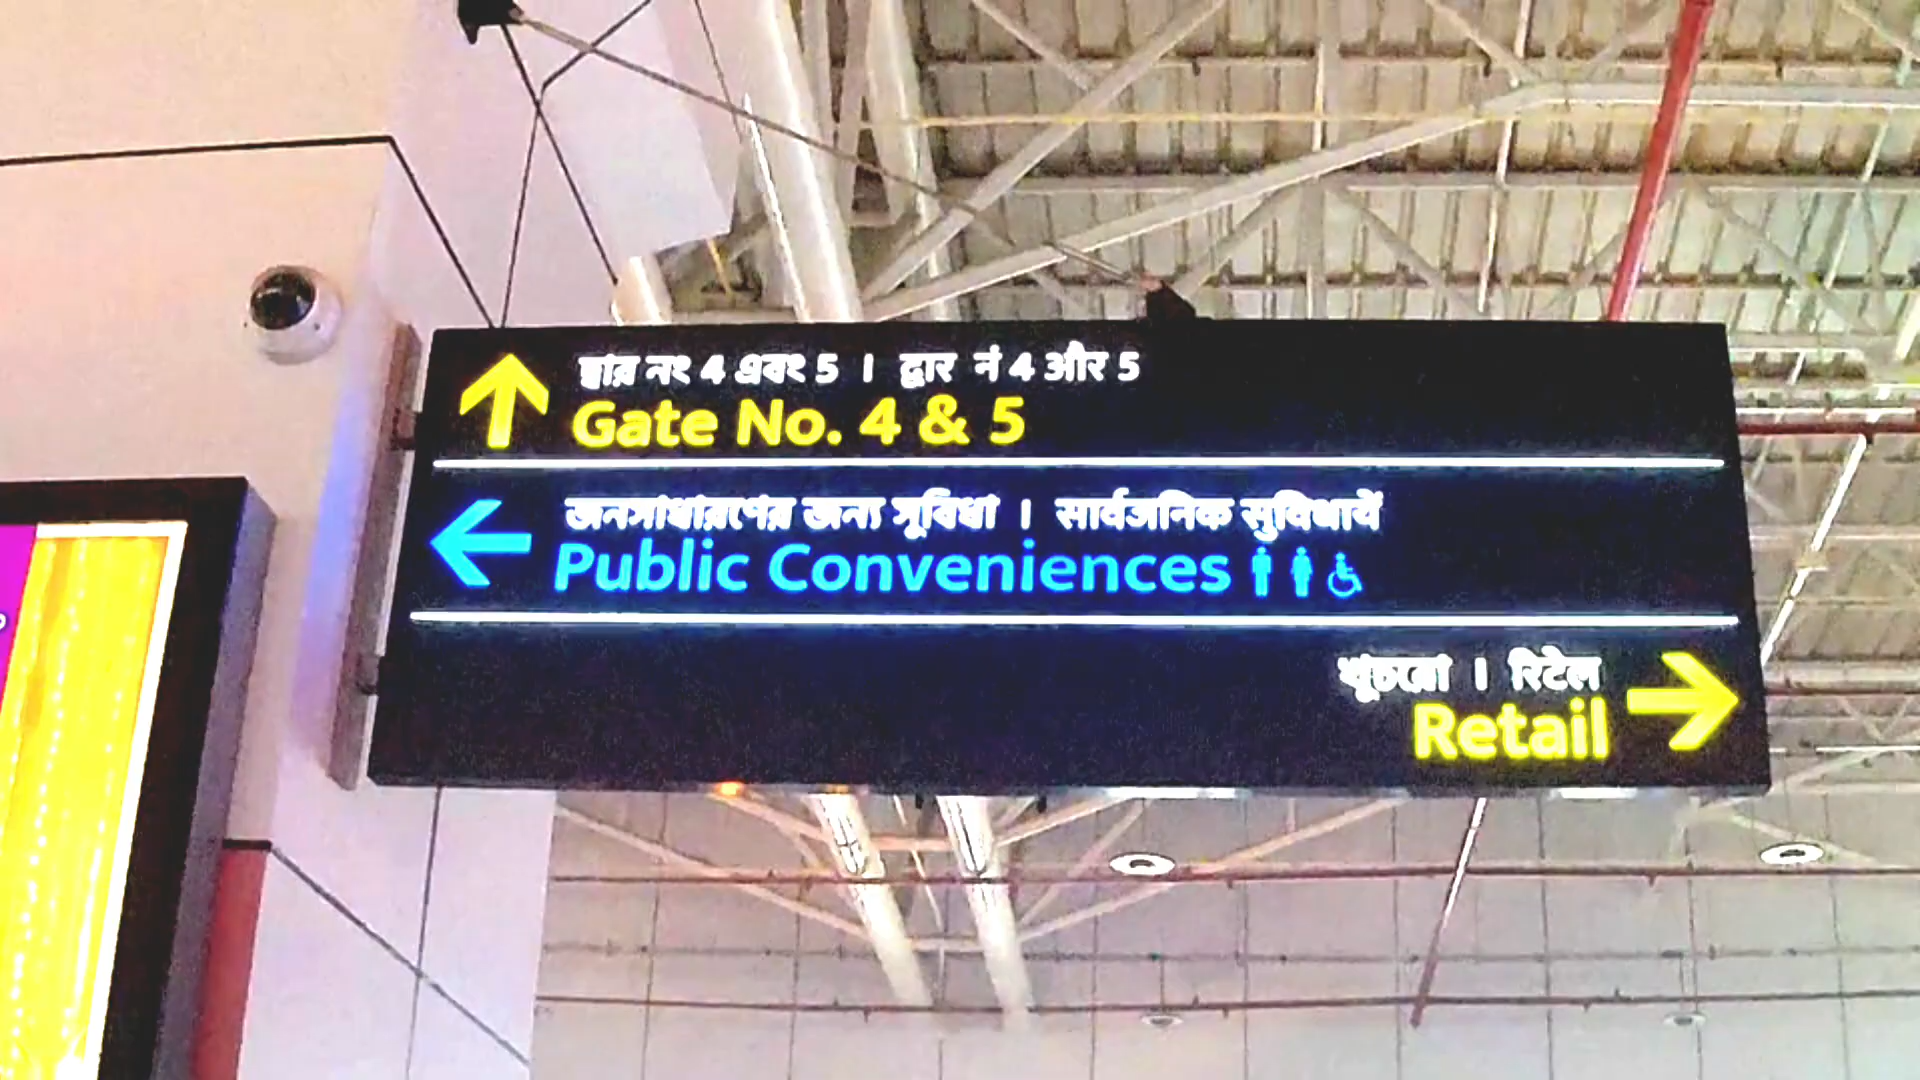 দ্বার নং 4 এবং 5 | द्वार नं 4 और 5
Gate No. 4 & 5
জনসাধারণের জন্য সুবিধা | सार्वजनिक सुविधायें
Public Conveniences
খুচরো | रिटेल
Retail